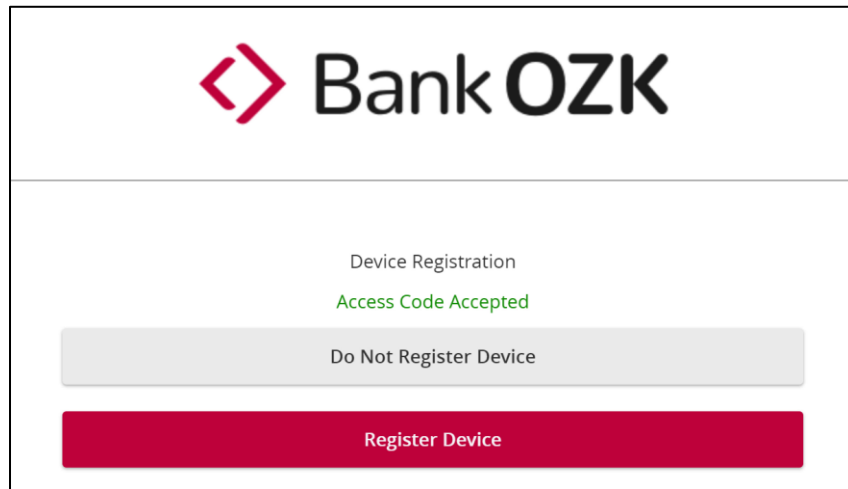 Bank OZK
Device Registration
Access Code Accepted
Do Not Register Device
Register Device